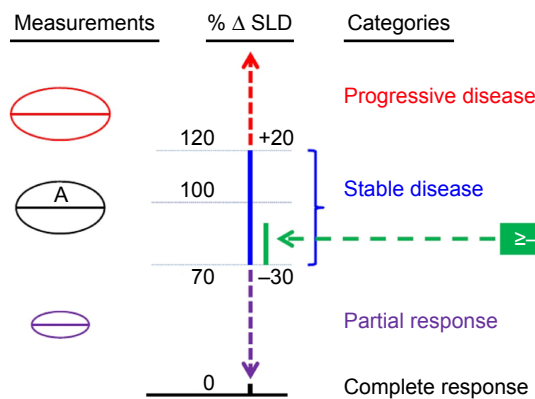 Measurements % Δ SLD Categories
Progressive disease
120 +20
A
100
Stable disease
≥–
70 –30
Partial response
0
Complete response